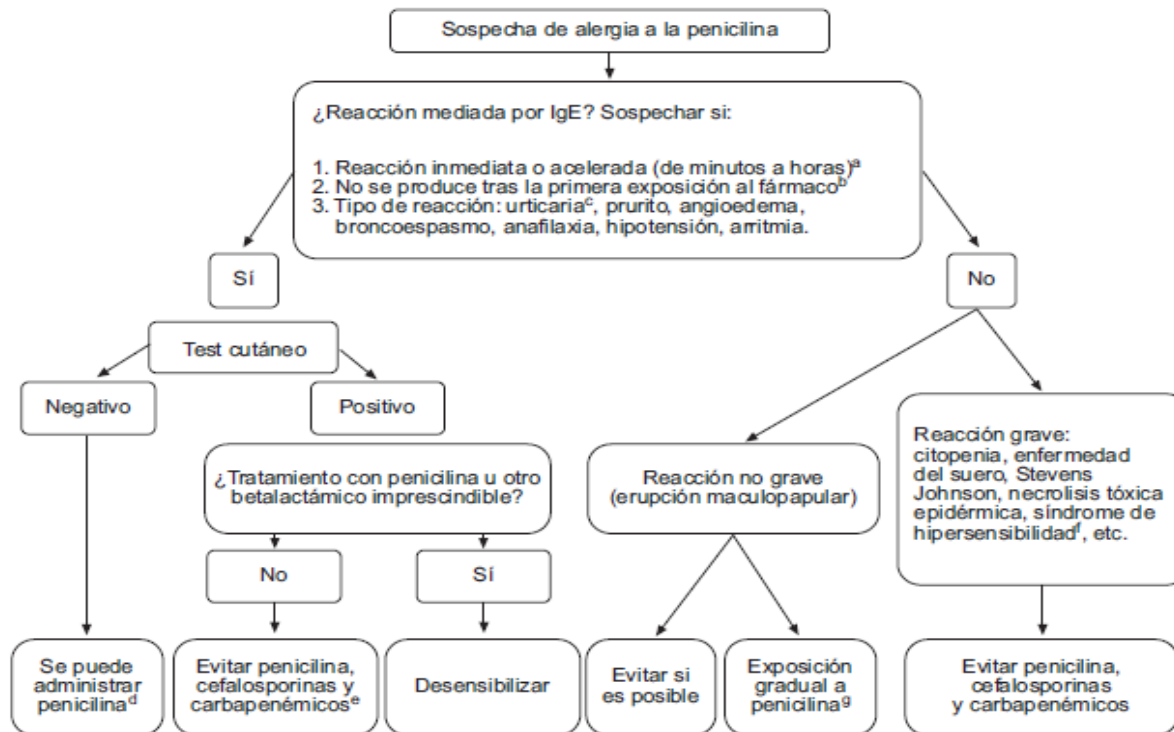 Sospecha de alergia a la penicilina
¿Reacción mediada por IgE? Sospechar si:
1. Reacción inmediata o acelerada (de minutos a horas)ª
2. No se produce tras la primera exposición al fármacoᵇ
3. Tipo de reacción: urticariaᶜ, prurito, angioedema,
broncoespasmo, anafilaxia, hipotensión, arritmia.
Sí
No
Test cutáneo
Negativo
Positivo
¿Tratamiento con penicilina u otro
betalactámico imprescindible?
No
Sí
Reacción no grave
(erupción maculopapular)
Reacción grave:
citopenia, enfermedad
del suero, Stevens
Johnson, necrolisis tóxica
epidérmica, síndrome de
hipersensibilidadᶠ, etc.
Se puede
administrar
penicilinaᵈ
Evitar penicilina,
cefalosporinas y
carbapenémicosᵉ
Desensibilizar
Evitar si
es posible
Exposición
gradual a
penicilinaᵍ
Evitar penicilina,
cefalosporinas
y carbapenémicos